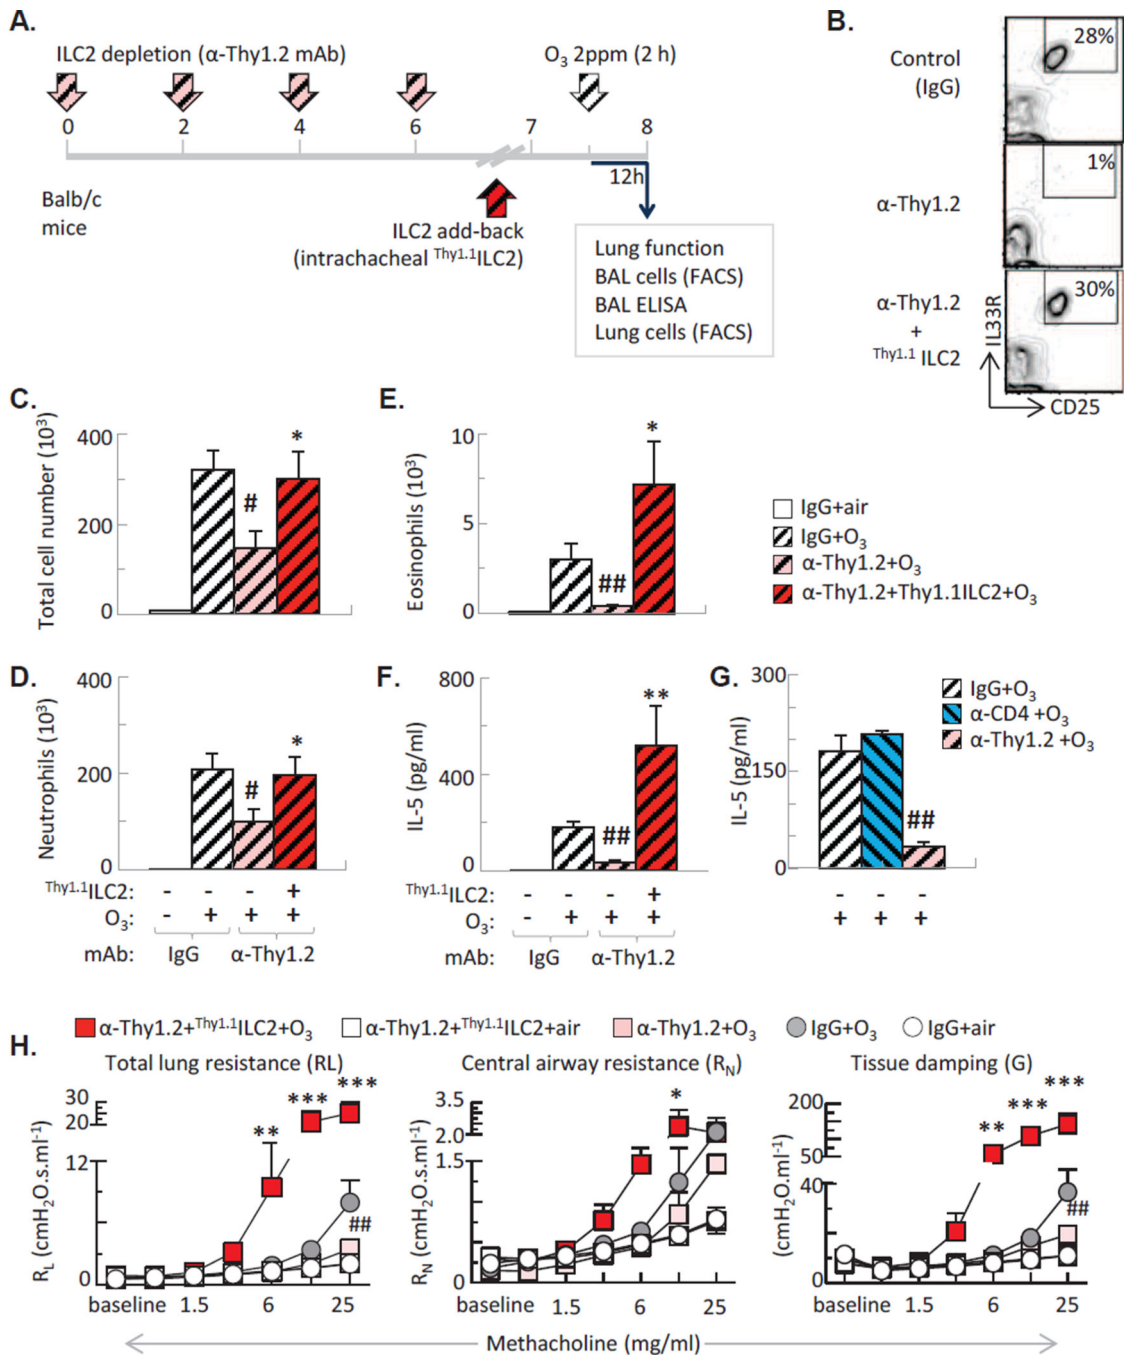 A.
ILC2 depletion (α-Thy1.2 mAb)
O3 2ppm (2 h)
0 2 4 6 7 8
12h
Balb/c
mice
ILC2 add-back
(intrachacheal Thy1.1ILC2)
Lung function
BAL cells (FACS)
BAL ELISA
Lung cells (FACS)
B.
Control
(IgG)
28%
α-Thy1.2
1%
α-Thy1.2
+
Thy1.1 ILC2
30%
IL33R
CD25
C.
Total cell number (10³)
400
200
0
#
*
E.
Eosinophils (10³)
10
5
0
##
*
IgG+air
IgG+O3
α-Thy1.2+O3
α-Thy1.2+Thy1.1ILC2+O3
D.
Neutrophils (10³)
400
200
0
#
*
Thy1.1ILC2: - - - +
O3: - + + +
mAb: IgG α-Thy1.2
F.
IL-5 (pg/ml)
800
400
0
##
**
Thy1.1ILC2: - - - +
O3: - + + +
mAb: IgG α-Thy1.2
G.
IL-5 (pg/ml)
300
150
0
##
IgG+O3
α-CD4 +O3
α-Thy1.2 +O3
- - -
+ + +
α-Thy1.2+Thy1.1ILC2+O3 α-Thy1.2+Thy1.1ILC2+air α-Thy1.2+O3 IgG+O3 IgG+air
H.
Total lung resistance (RL)
RL (cmH2O.s.ml-1)
30
20
12
0
**
***
***
##
baseline 1.5 6 25
Central airway resistance (RN)
RN (cmH2O.s.ml-1)
3.5
2.0
1.5
0
*
baseline 1.5 6 25
Tissue damping (G)
(cmH2O.ml-1)
200
50
40
0
**
***
***
##
baseline 1.5 6 25
Methacholine (mg/ml)